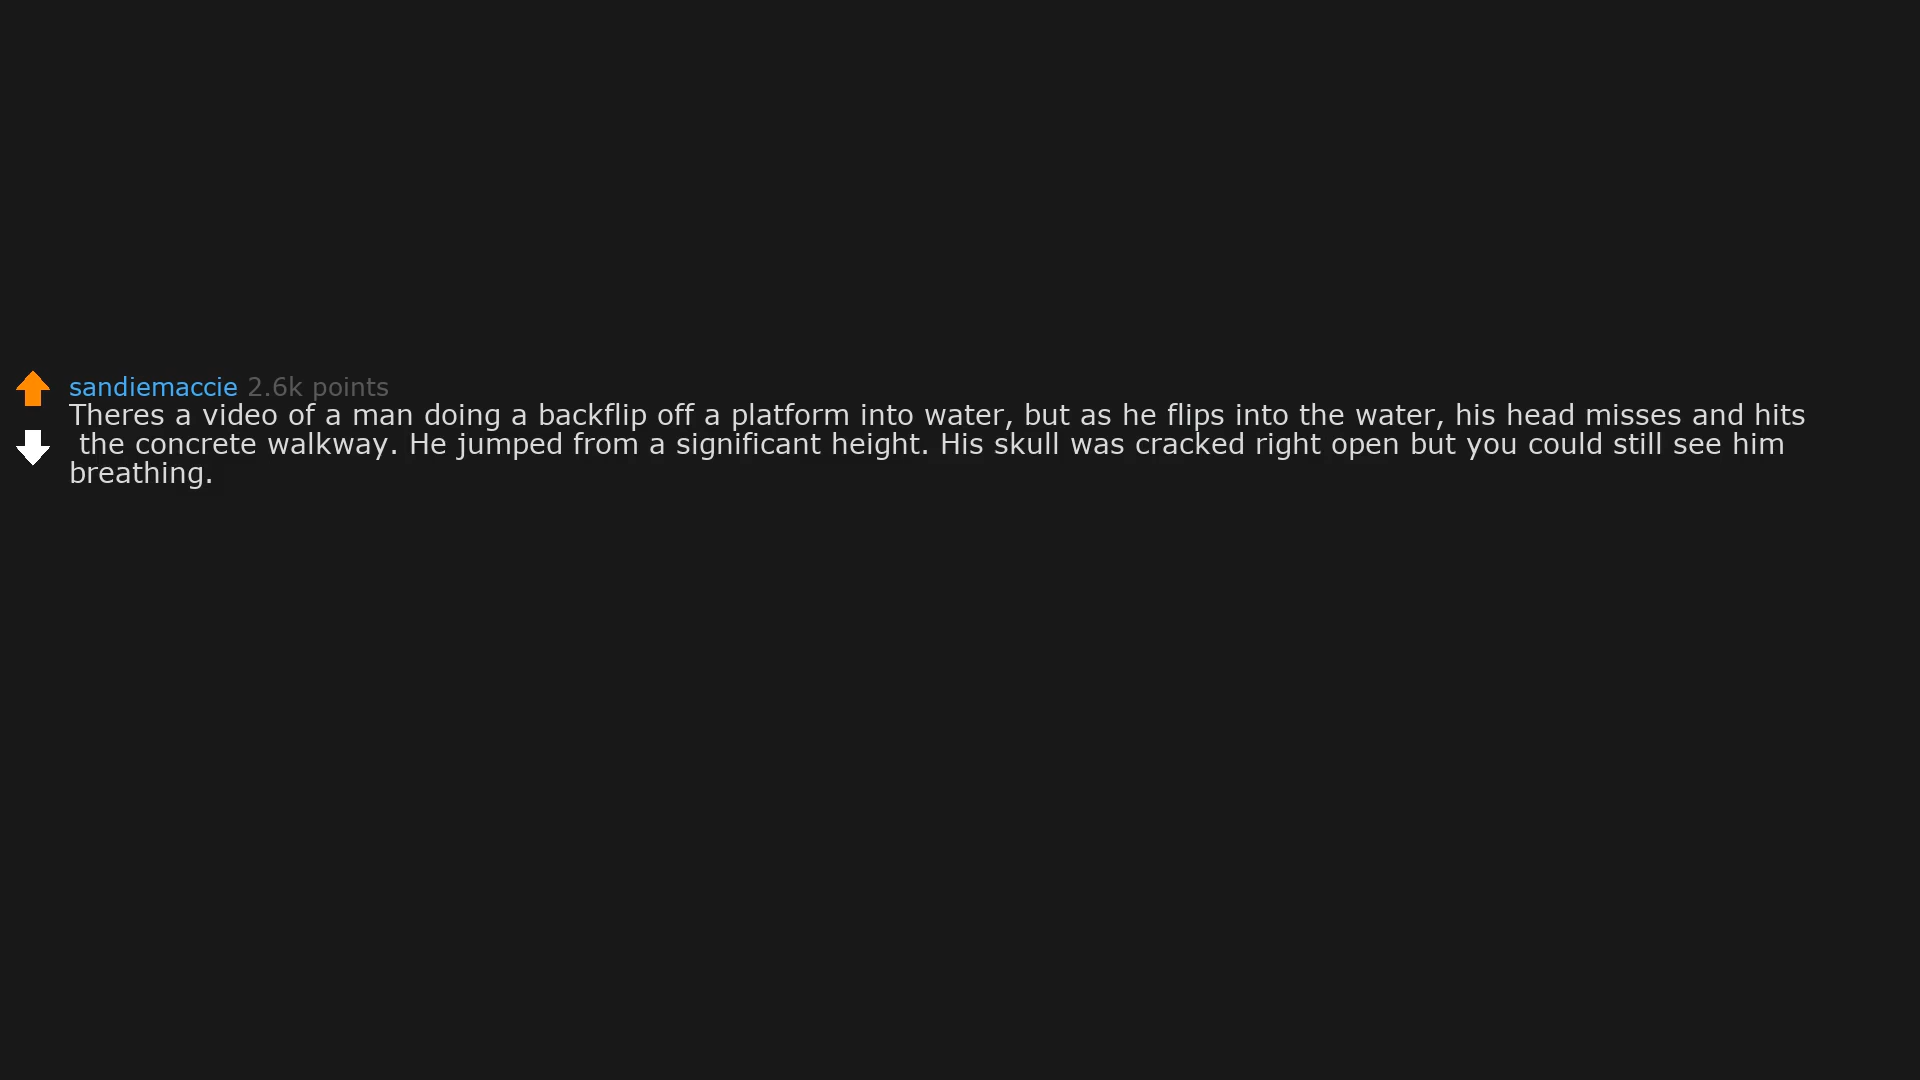 sandiemaccie 2.6k points
Theres a video of a man doing a backflip off a platform into water, but as he flips into the water, his head misses and hits
the concrete walkway. He jumped from a significant height. His skull was cracked right open but you could still see him
breathing.